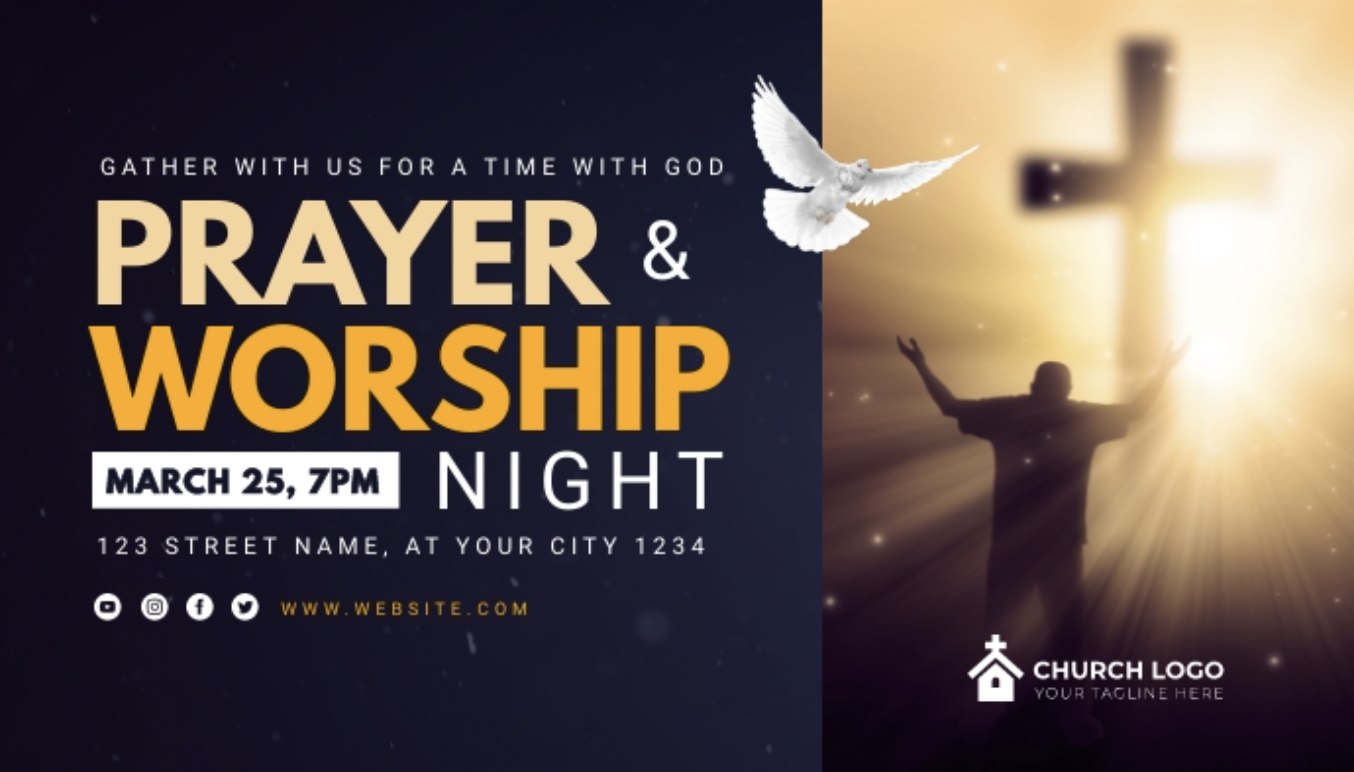 GATHER WITH US FOR A TIME WITH GOD
PRAYER &
WORSHIP
MARCH 25, 7PM NIGHT
123 STREET NAME, AT YOUR CITY 1234
WWW.WEBSITE.COM
CHURCH LOGO
YOUR TAGLINE HERE